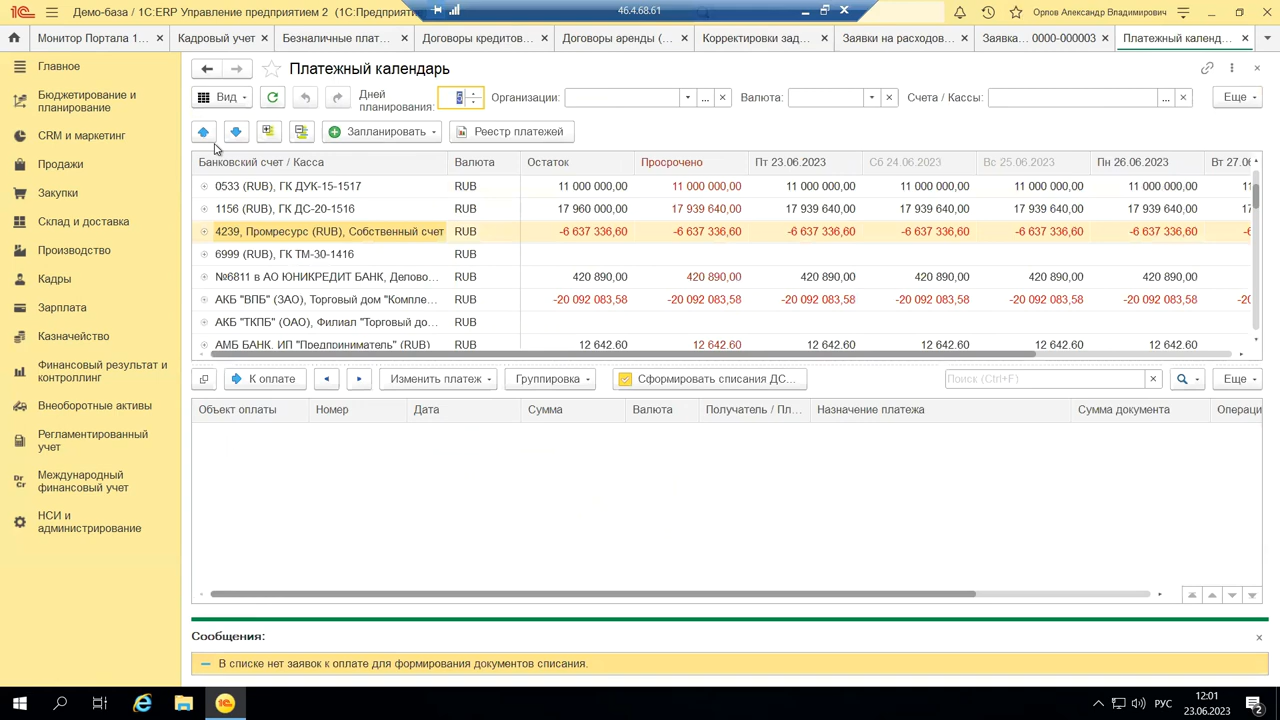 Демо-база / 1С:ERP Управление предприятием 2 (1С:Предприяти
46.4.68.61
Орлов Александр Владимирович
Монитор Портала 1...
Кадровый учет
Безналичные плат...
Договоры кредитов...
Договоры аренды (...
Корректировки зад...
Заявки на расходов...
Заявка... 0000-000003
Платежный календ...
Главное
Бюджетирование и
планирование
CRM и маркетинг
Продажи
Закупки
Склад и доставка
Производство
Кадры
Зарплата
Казначейство
Финансовый результат и
контроллинг
Внеоборотные активы
Регламентированный
учет
Международный
финансовый учет
НСИ и
администрирование
Платежный календарь
Вид
Дней
планирования:
5
Организации:
Валюта:
Счета / Кассы:
Еще
Запланировать
Реестр платежей
Банковский счет / Касса Валюта Остаток Просрочено Пт 23.06.2023 Сб 24.06.2023 Вс 25.06.2023 Пн 26.06.2023 Вт 27.06
0533 (RUB), ГК ДУК-15-1517 RUB 11 000 000,00 11 000 000,00 11 000 000,00 11 000 000,00 11 000 000,00 11 000 000,00 11
1156 (RUB), ГК ДС-20-1516 RUB 17 960 000,00 17 939 640,00 17 939 640,00 17 939 640,00 17 939 640,00 17 939 640,00 17
4239, Промресурс (RUB), Собственный счет RUB -6 637 336,60 -6 637 336,60 -6 637 336,60 -6 637 336,60 -6 637 336,60 -6 637 336,60 -6
6999 (RUB), ГК ТМ-30-1416 RUB
№6811 в АО ЮНИКРЕДИТ БАНК, Делово... RUB 420 890,00 420 890,00 420 890,00 420 890,00 420 890,00 420 890,00
АКБ "ВПБ" (ЗАО), Торговый дом "Компле... RUB -20 092 083,58 -20 092 083,58 -20 092 083,58 -20 092 083,58 -20 092 083,58 -20 092 083,58 -20
АКБ "ТКПБ" (ОАО), Филиал "Торговый до... RUB
АМБ БАНК, ИП "Предприниматель" (RUB) RUB 12 642,60 12 642,60 12 642,60 12 642,60 12 642,60 12 642,60
К оплате
Изменить платеж
Группировка
Сформировать списания ДС...
Поиск (Ctrl+F)
Еще
Объект оплаты Номер Дата Сумма Валюта Получатель / Пл... Назначение платежа Сумма документа Операци
Сообщения:
В списке нет заявок к оплате для формирования документов списания.
РУС
12:01
23.06.2023
2